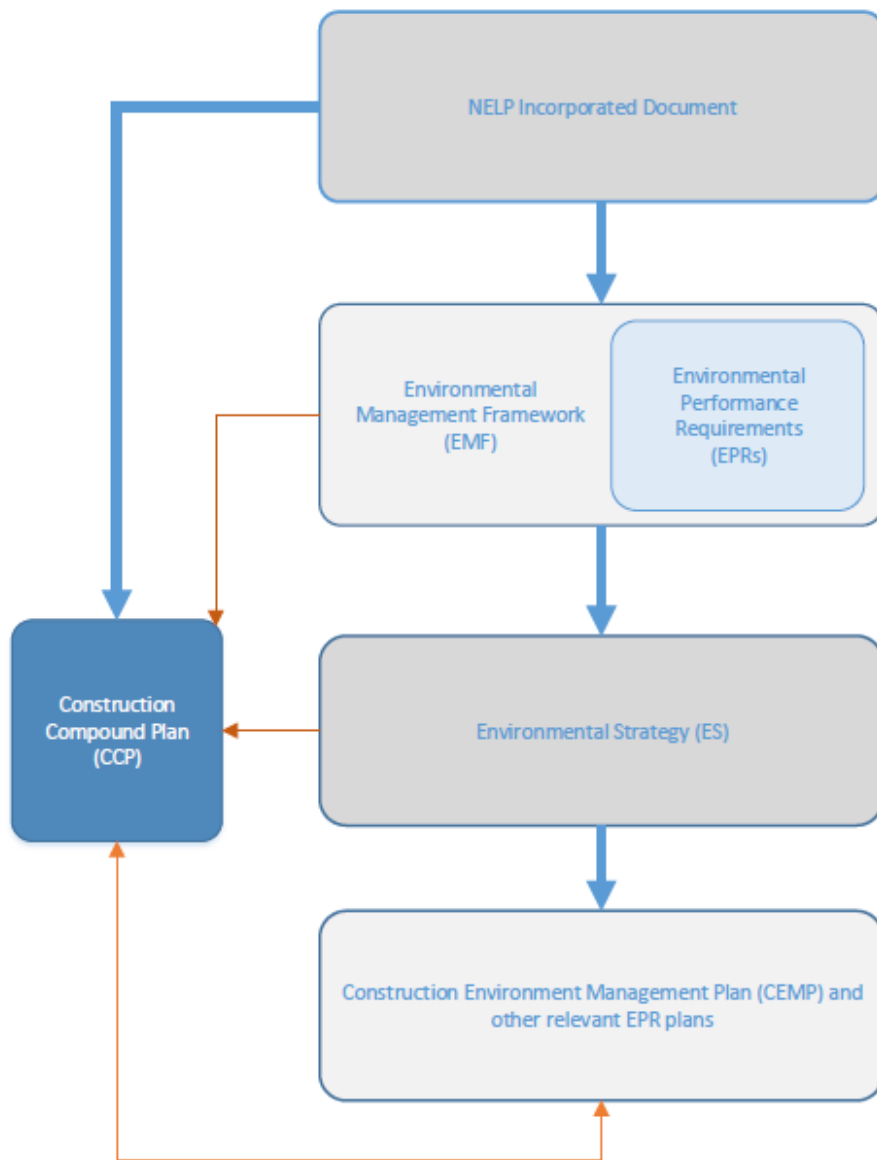 NELP Incorporated Document
Environmental
Management Framework
(EMF)
Environmental
Performance
Requirements
(EPRs)
Construction
Compound Plan
(CCP)
Environmental Strategy (ES)
Construction Environment Management Plan (CEMP) and
other relevant EPR plans